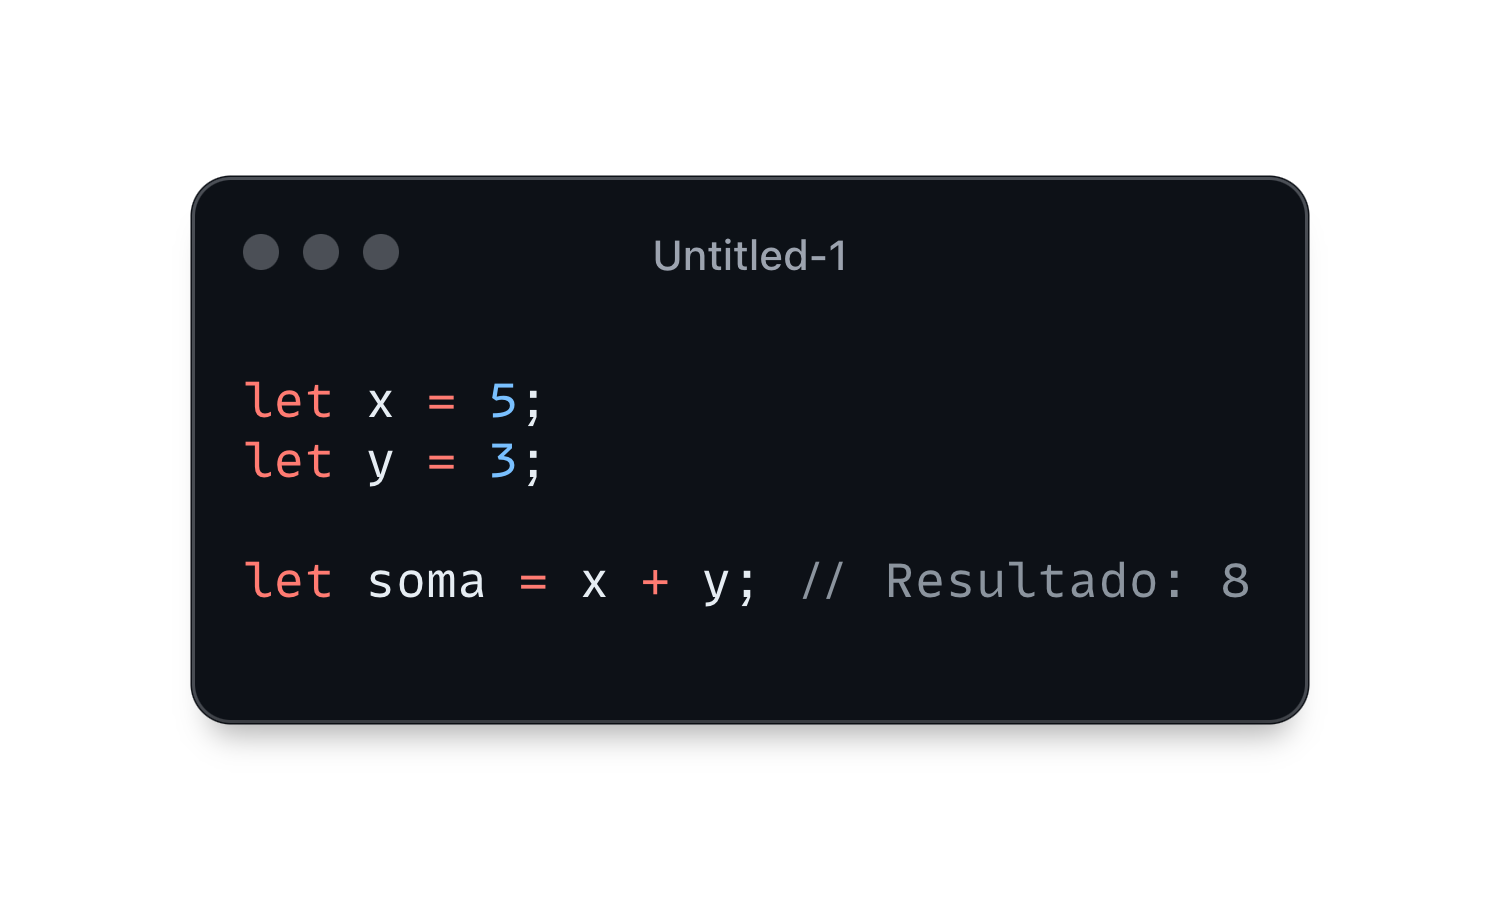 Untitled-1
let x = 5;
let y = 3;
let soma = x + y; // Resultado: 8